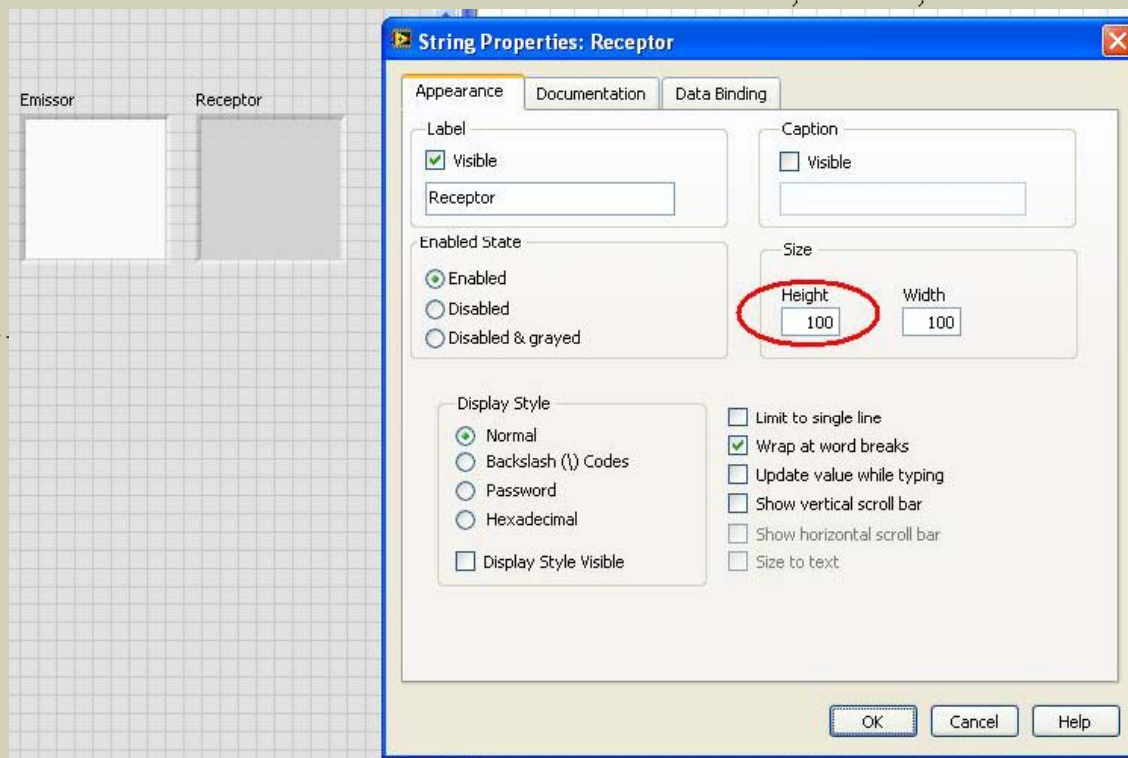 String Properties: Receptor
Emissor
Receptor
Appearance
Documentation
Data Binding
Label
Visible
Receptor
Caption
Visible
Enabled State
Enabled
Disabled
Disabled & grayed
Size
Height
Width
100
100
Display Style
Normal
Backslash (\) Codes
Password
Hexadecimal
Display Style Visible
Limit to single line
Wrap at word breaks
Update value while typing
Show vertical scroll bar
Show horizontal scroll bar
Size to text
OK
Cancel
Help